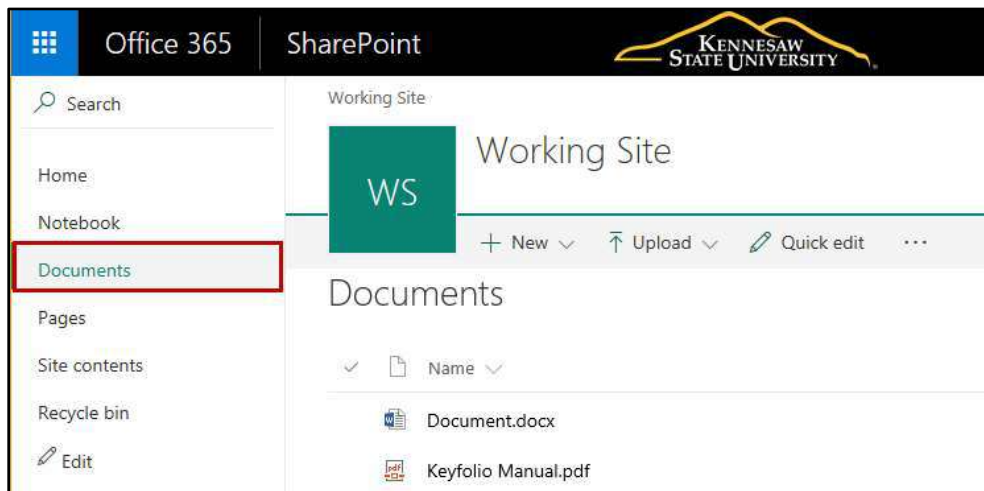 Office 365 SharePoint KENNESAW
STATE UNIVERSITY
Search
Home
Notebook
Documents
Pages
Site contents
Recycle bin
Edit
Working Site
WS
Working Site
New Upload Quick edit ...
Documents
Name
Document.docx
Keyfolio Manual.pdf